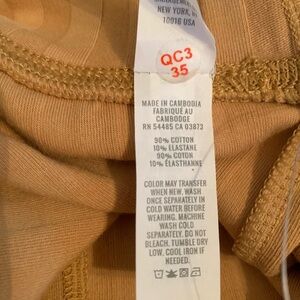 NEW YORK, NY
10016 USA
QC3
35
MADE IN CAMBODIA
FABRIQUE AU
CAMBODGE
RN 54485 CA 03873
90% COTTON
10% ELASTANE
90% COTON
10% ELASTHANNE
COLOR MAY TRANSFER
WHEN NEW, WASH
ONCE SEPARATELY IN
COLD WATER BEFORE
WEARING. MACHINE
WASH COLD
SEPARATELY. DO NOT
BLEACH. TUMBLE DRY
LOW, COOL IRON IF
NEEDED.